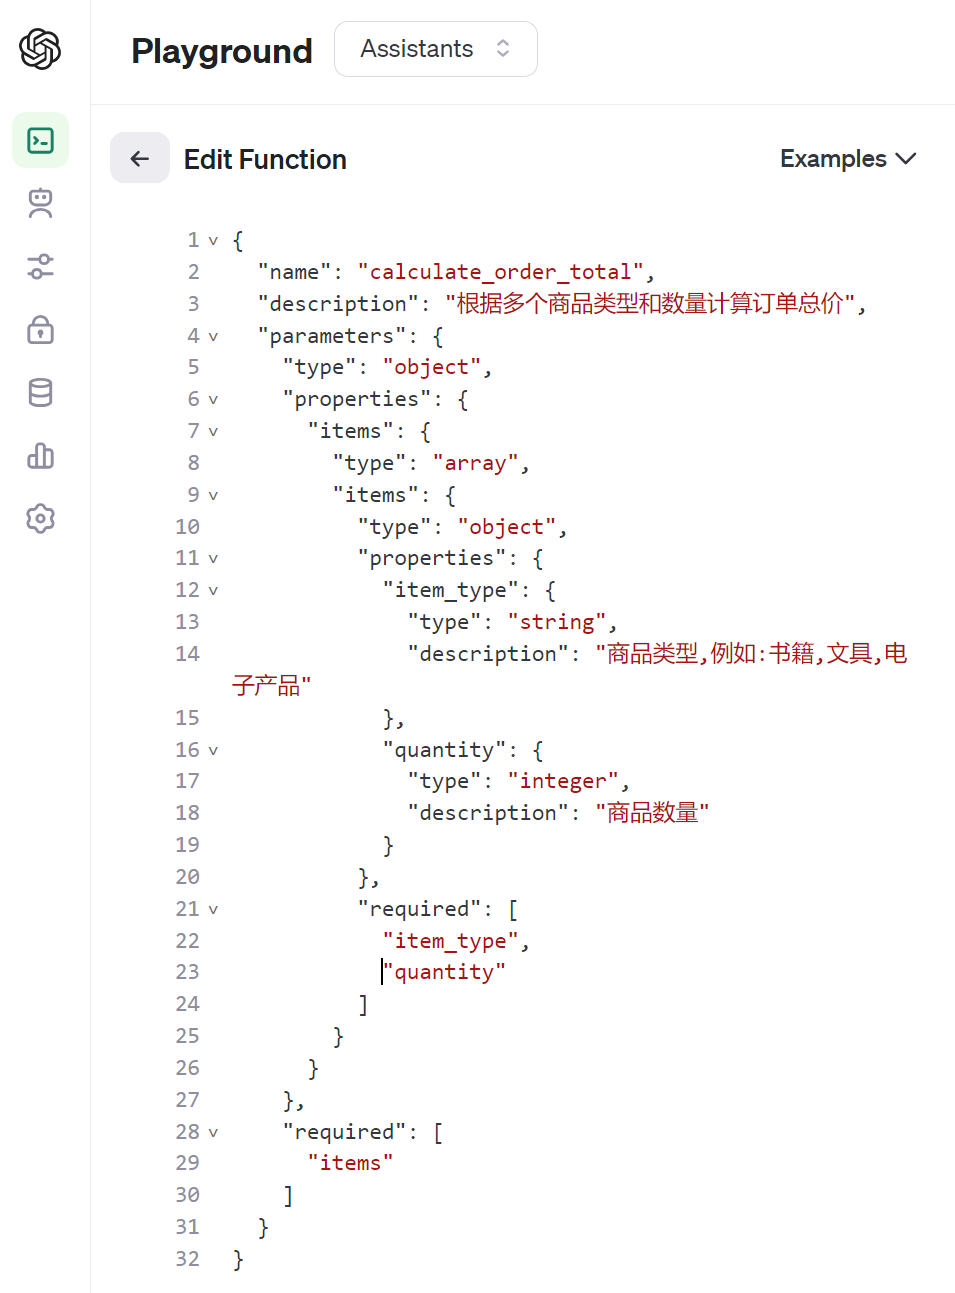 Playground
Assistants
Edit Function
Examples
1 {
2 "name": "calculate_order_total",
3 "description": "根据多个商品类型和数量计算订单总价",
4 "parameters": {
5 "type": "object",
6 "properties": {
7 "items": {
8 "type": "array",
9 "items": {
10 "type": "object",
11 "properties": {
12 "item_type": {
13 "type": "string",
14 "description": "商品类型,例如:书籍,文具,电
子产品"
15 },
16 "quantity": {
17 "type": "integer",
18 "description": "商品数量"
19 }
20 },
21 "required": [
22 "item_type",
23 "quantity"
24 ]
25 }
26 }
27 },
28 "required": [
29 "items"
30 ]
31 }
32 }